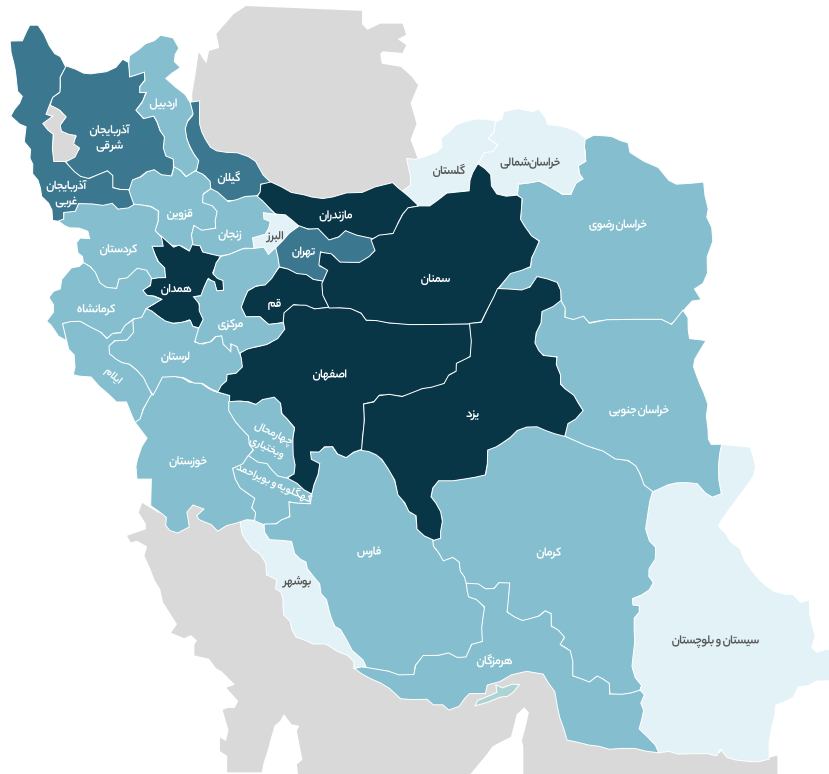 اردبیل
آذربایجان
شرقی
آذربایجان
غربی
گیلان
گلستان
خراسان‌شمالی
مازندران
قزوین
زنجان
البرز
خراسان رضوی
کردستان
تهران
سمنان
همدان
قم
کرمانشاه
مرکزی
لرستان
ایلام
اصفهان
یزد
خراسان جنوبی
چهارمحال
وبختیاری
خوزستان
کهگلویه و بویراحمد
فارس
کرمان
بوشهر
سیستان و بلوچستان
هرمزگان